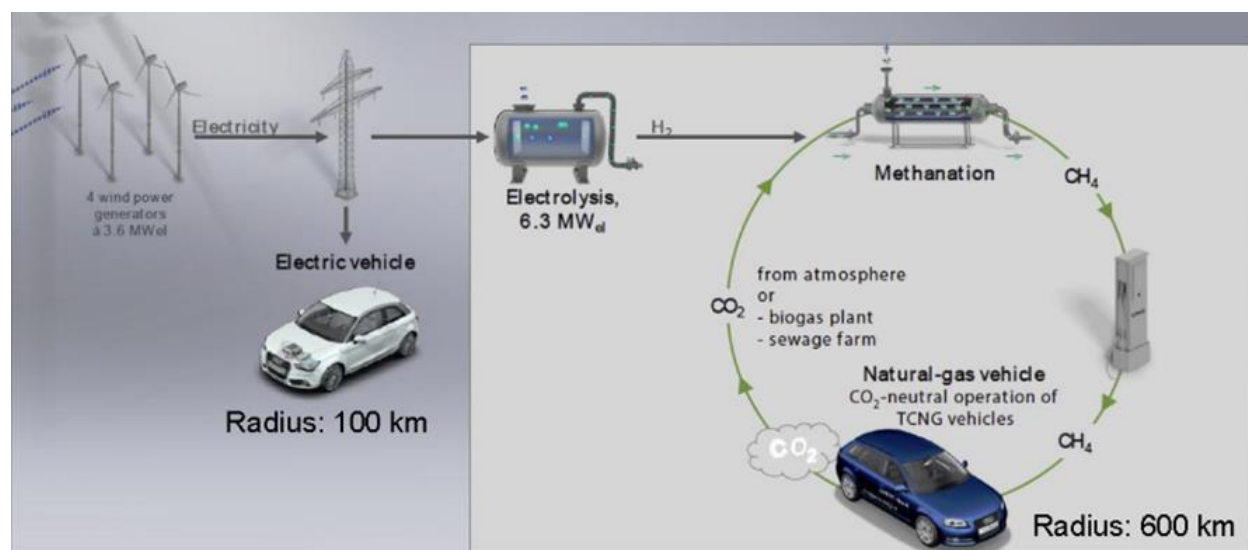 Electricity
4 wind power
generators
à 3.6 MWel
Electric vehicle
Radius: 100 km
Electrolysis,
6.3 MWel
H2
Methanation
CH4
from atmosphere
or
- biogas plant
- sewage farm
CO2
Natural-gas vehicle
CO2-neutral operation of
TCNG vehicles
CO2
CH4
Radius: 600 km